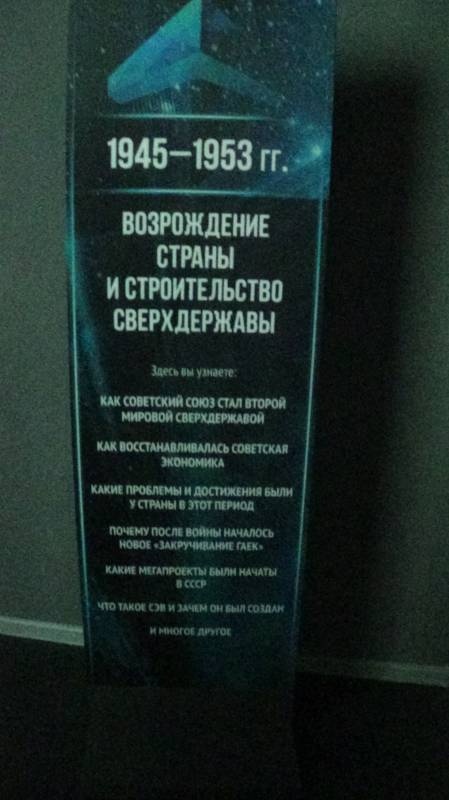 1945–1953 гг.
ВОЗРОЖДЕНИЕ
СТРАНЫ
И СТРОИТЕЛЬСТВО
СВЕРХДЕРЖАВЫ
Здесь вы узнаете:
КАК СОВЕТСКИЙ СОЮЗ СТАЛ ВТОРОЙ
МИРОВОЙ СВЕРХДЕРЖАВОЙ
КАК ВОССТАНАВЛИВАЛАСЬ СОВЕТСКАЯ
ЭКОНОМИКА
КАКИЕ ПРОБЛЕМЫ И ДОСТИЖЕНИЯ БЫЛИ
У СТРАНЫ В ЭТОТ ПЕРИОД
ПОЧЕМУ ПОСЛЕ ВОЙНЫ НАЧАЛОСЬ
НОВОЕ «ЗАКРУЧИВАНИЕ ГАЕК»
КАКИЕ МЕГАПРОЕКТЫ БЫЛИ НАЧАТЫ
В СССР
ЧТО ТАКОЕ СЭВ И ЗАЧЕМ ОН БЫЛ СОЗДАН
И МНОГОЕ ДРУГОЕ